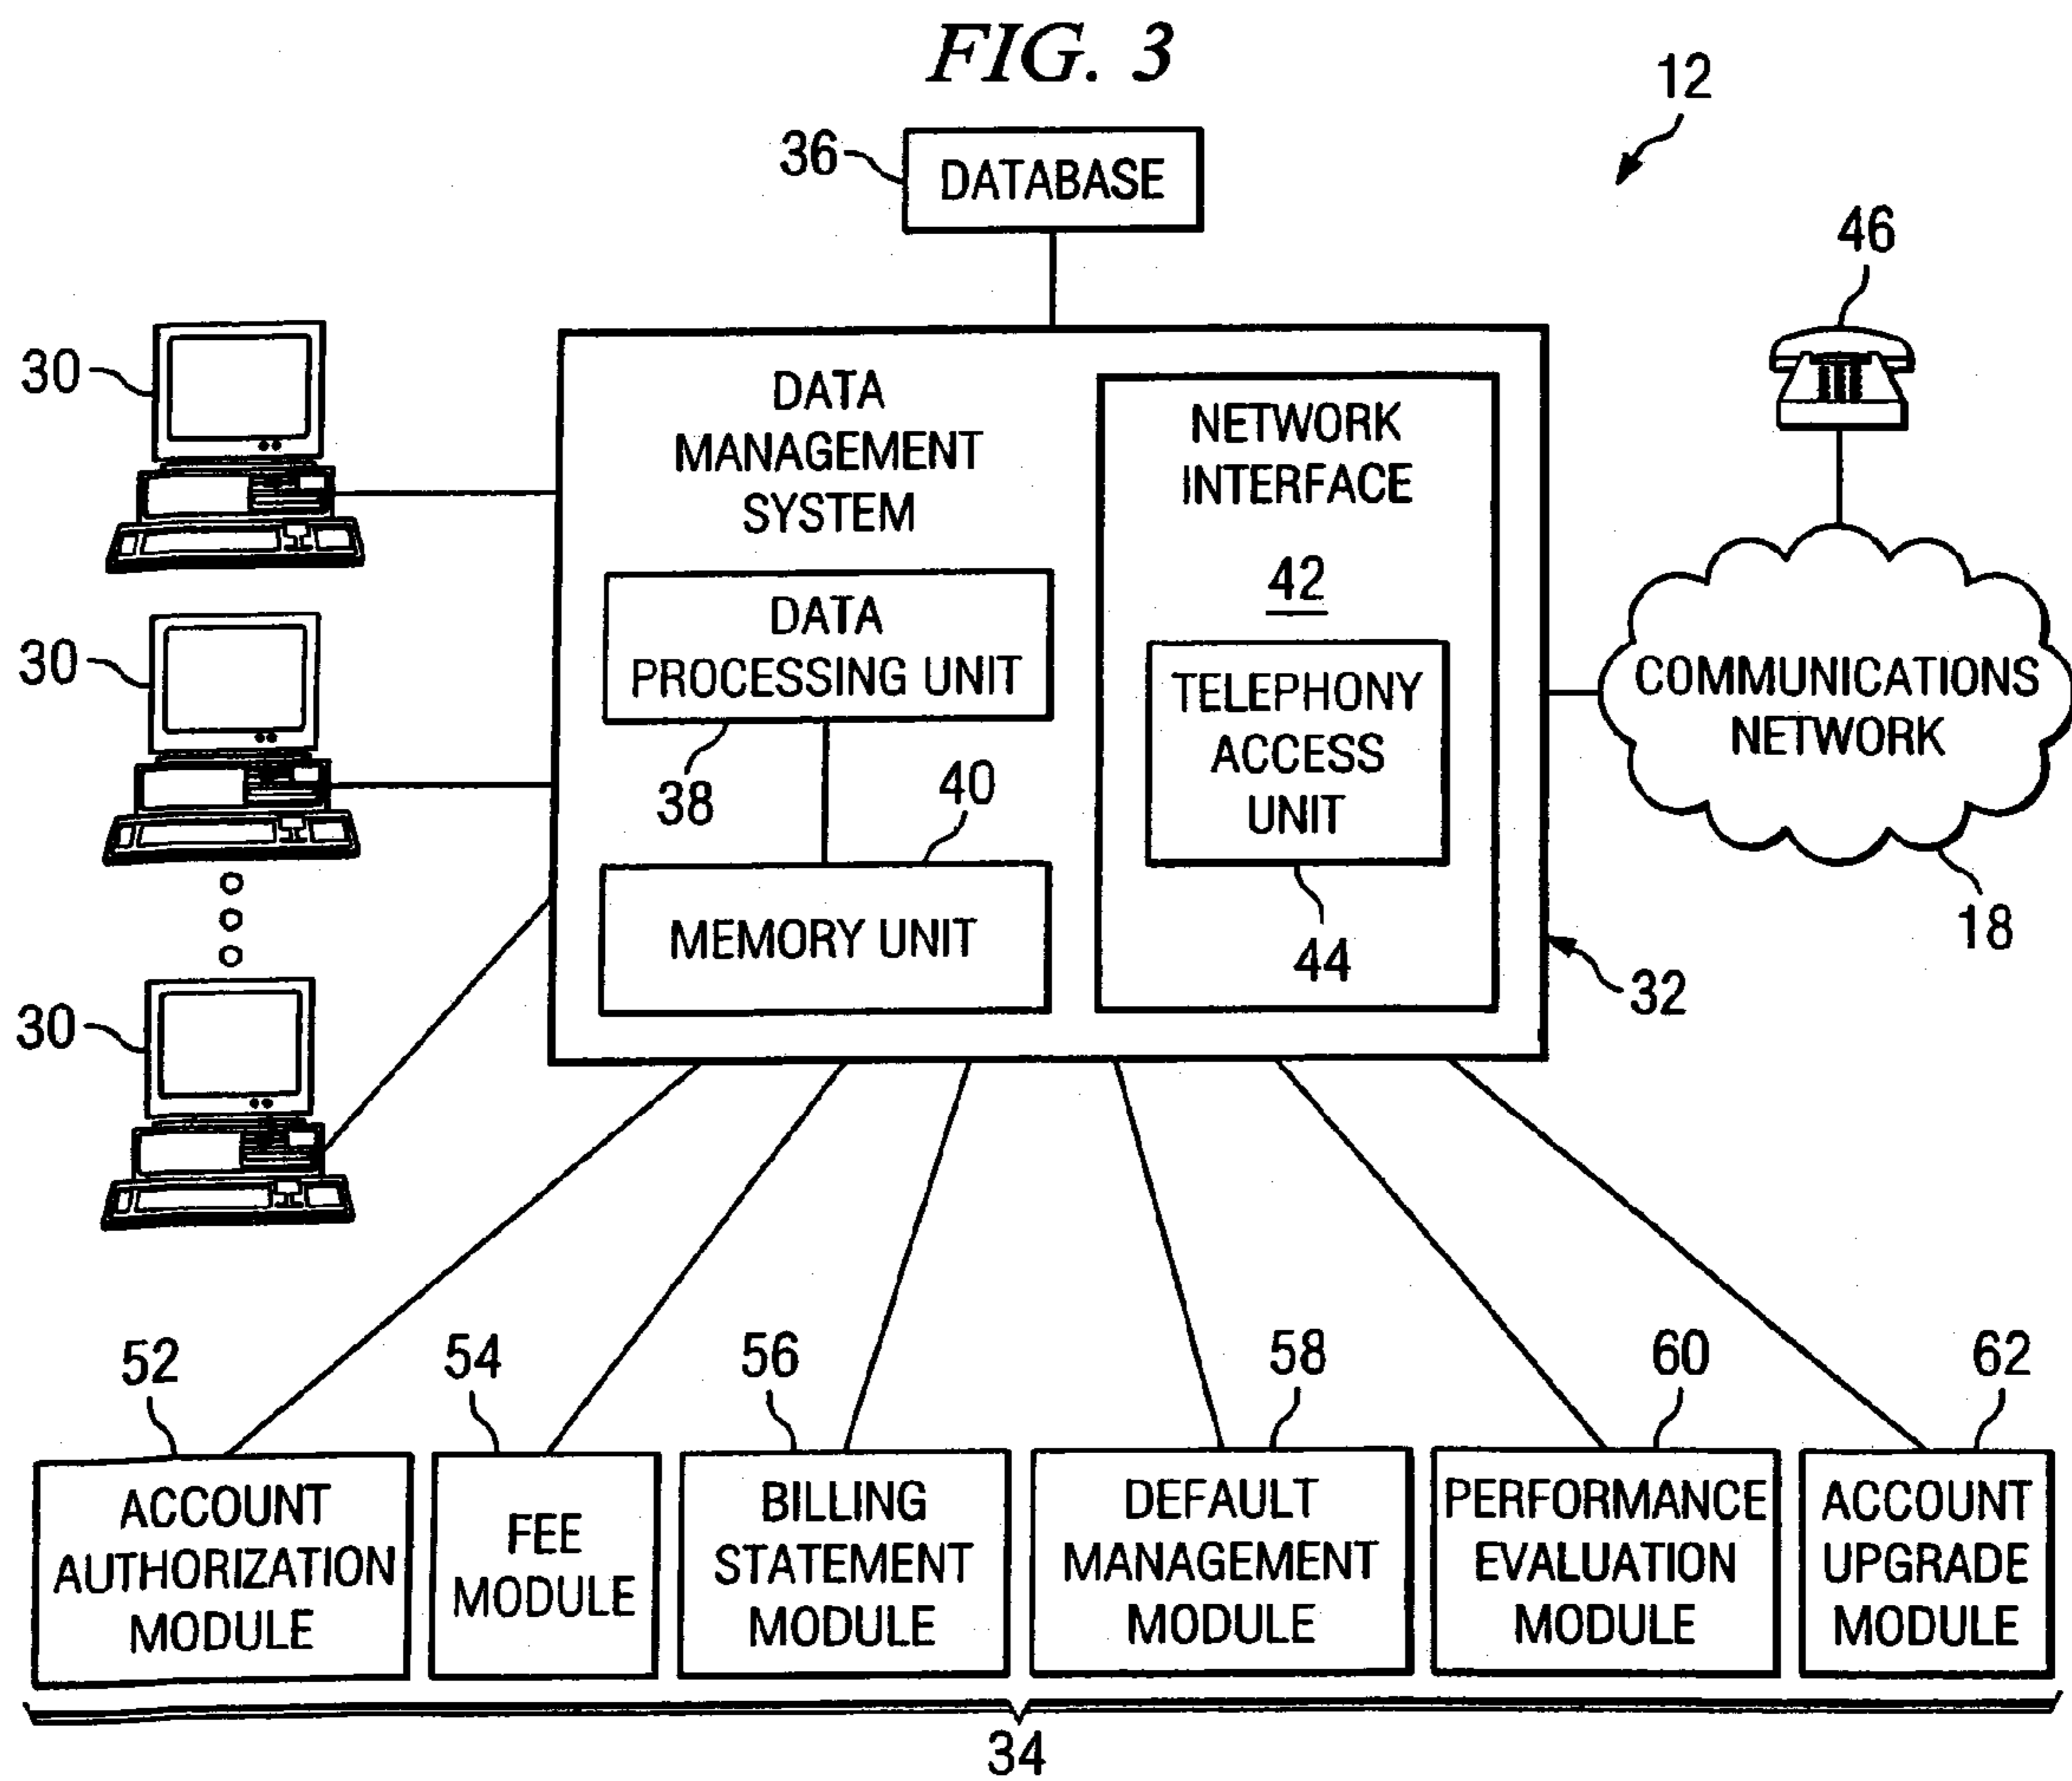 FIG. 3
12
36
DATABASE
46
30
DATA
MANAGEMENT
SYSTEM
NETWORK
INTERFACE
42
DATA
PROCESSING UNIT
38
30
TELEPHONY
ACCESS
UNIT
44
COMMUNICATIONS
NETWORK
18
40
MEMORY UNIT
32
30
52
54
56
58
60
62
ACCOUNT
AUTHORIZATION
MODULE
FEE
MODULE
BILLING
STATEMENT
MODULE
DEFAULT
MANAGEMENT
MODULE
PERFORMANCE
EVALUATION
MODULE
ACCOUNT
UPGRADE
MODULE
34